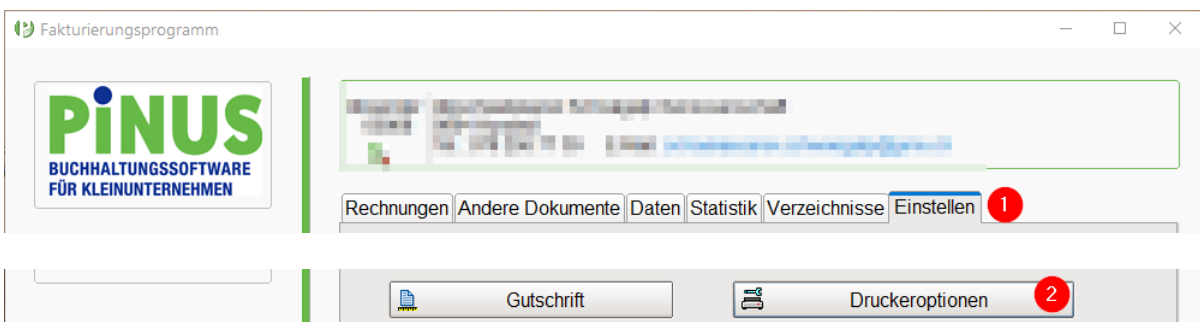 Fakturierungsprogramm
PiNUS
BUCHHALTUNGSSOFTWARE
FÜR KLEINUNTERNEHMEN
Rechnungen Andere Dokumente Daten Statistik Verzeichnisse Einstellen 1
Gutschrift Druckeroptionen 2